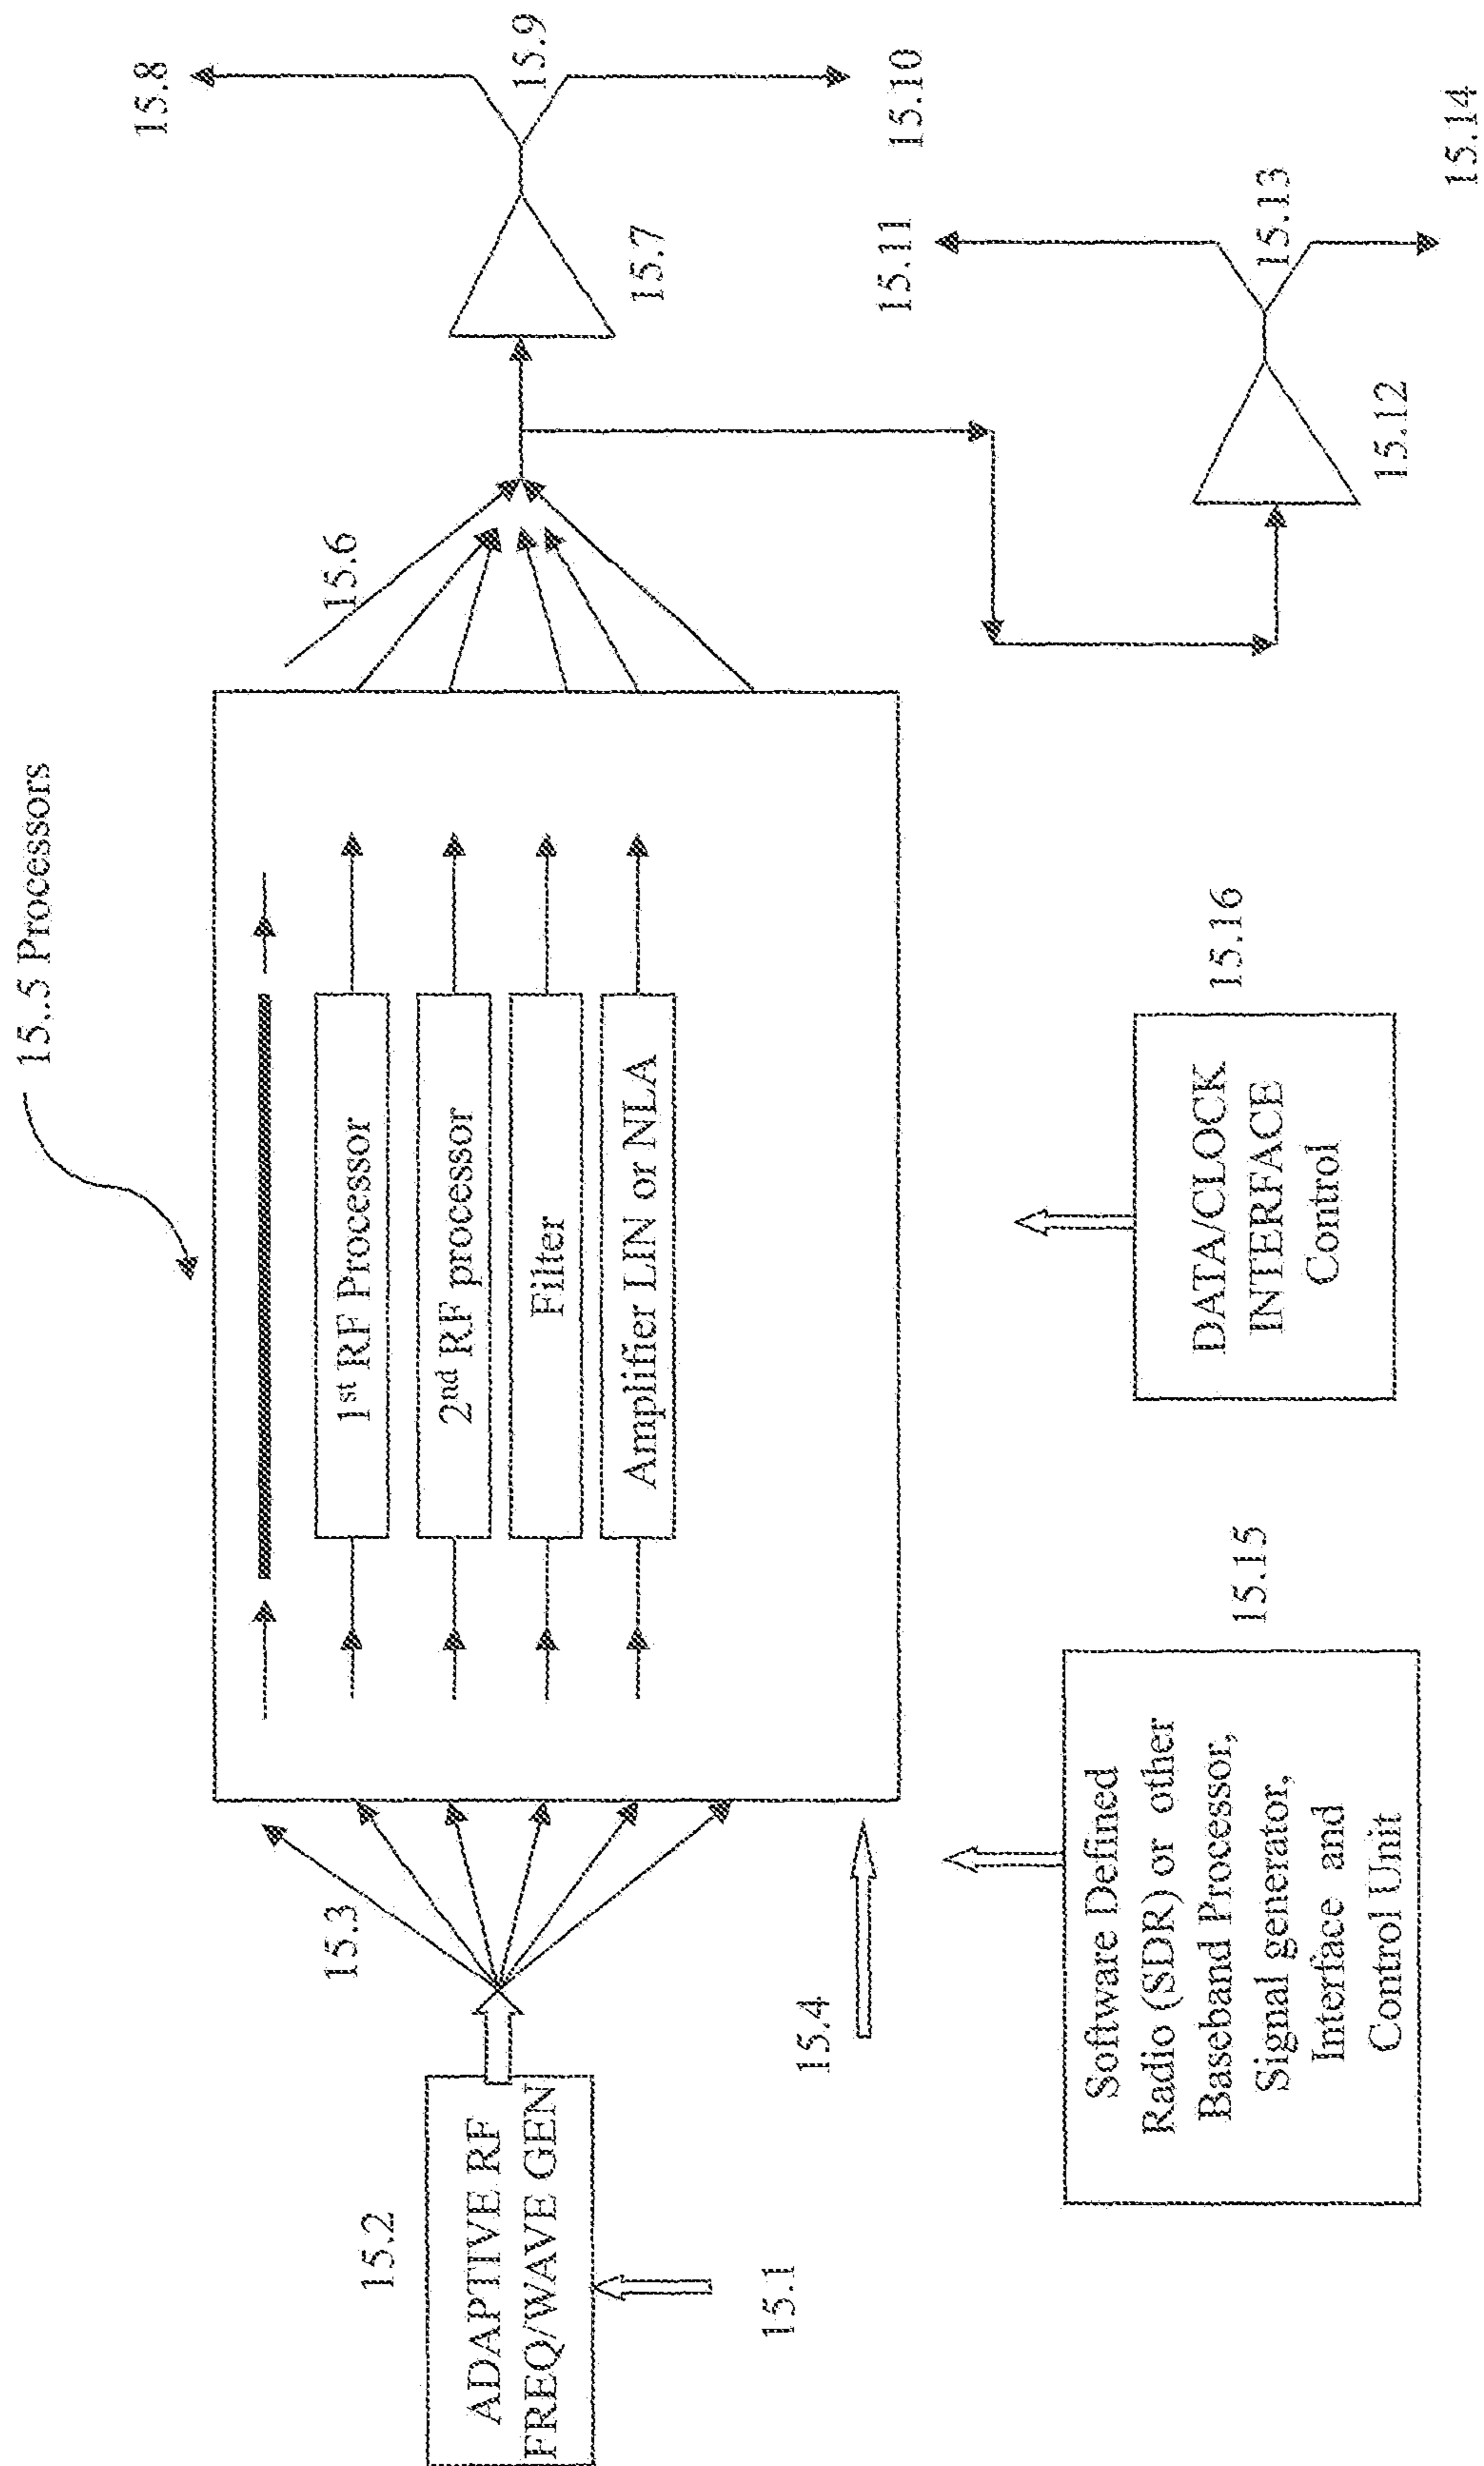 15..5 Processors
15.8
15.9
15.10
15.7
15.6
15.3
15.2
ADAPTIVE RF
FREQ/WAVE GEN
15.1
15.4
1st RF Processor
2nd RF processor
Filter
Amplifier LIN or NLA
15.11
15.13
15.14
15.12
15.15
Software Defined
Radio (SDR) or other
Baseband Processor,
Signal generator,
Interface and
Control Unit
15.16
DATA/CLOCK
INTERFACE
Control